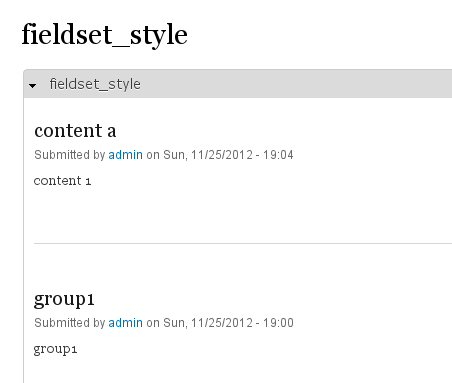 fieldset_style
fieldset_style
content a
Submitted by admin on Sun, 11/25/2012 - 19:04
content 1
group1
Submitted by admin on Sun, 11/25/2012 - 19:00
group1